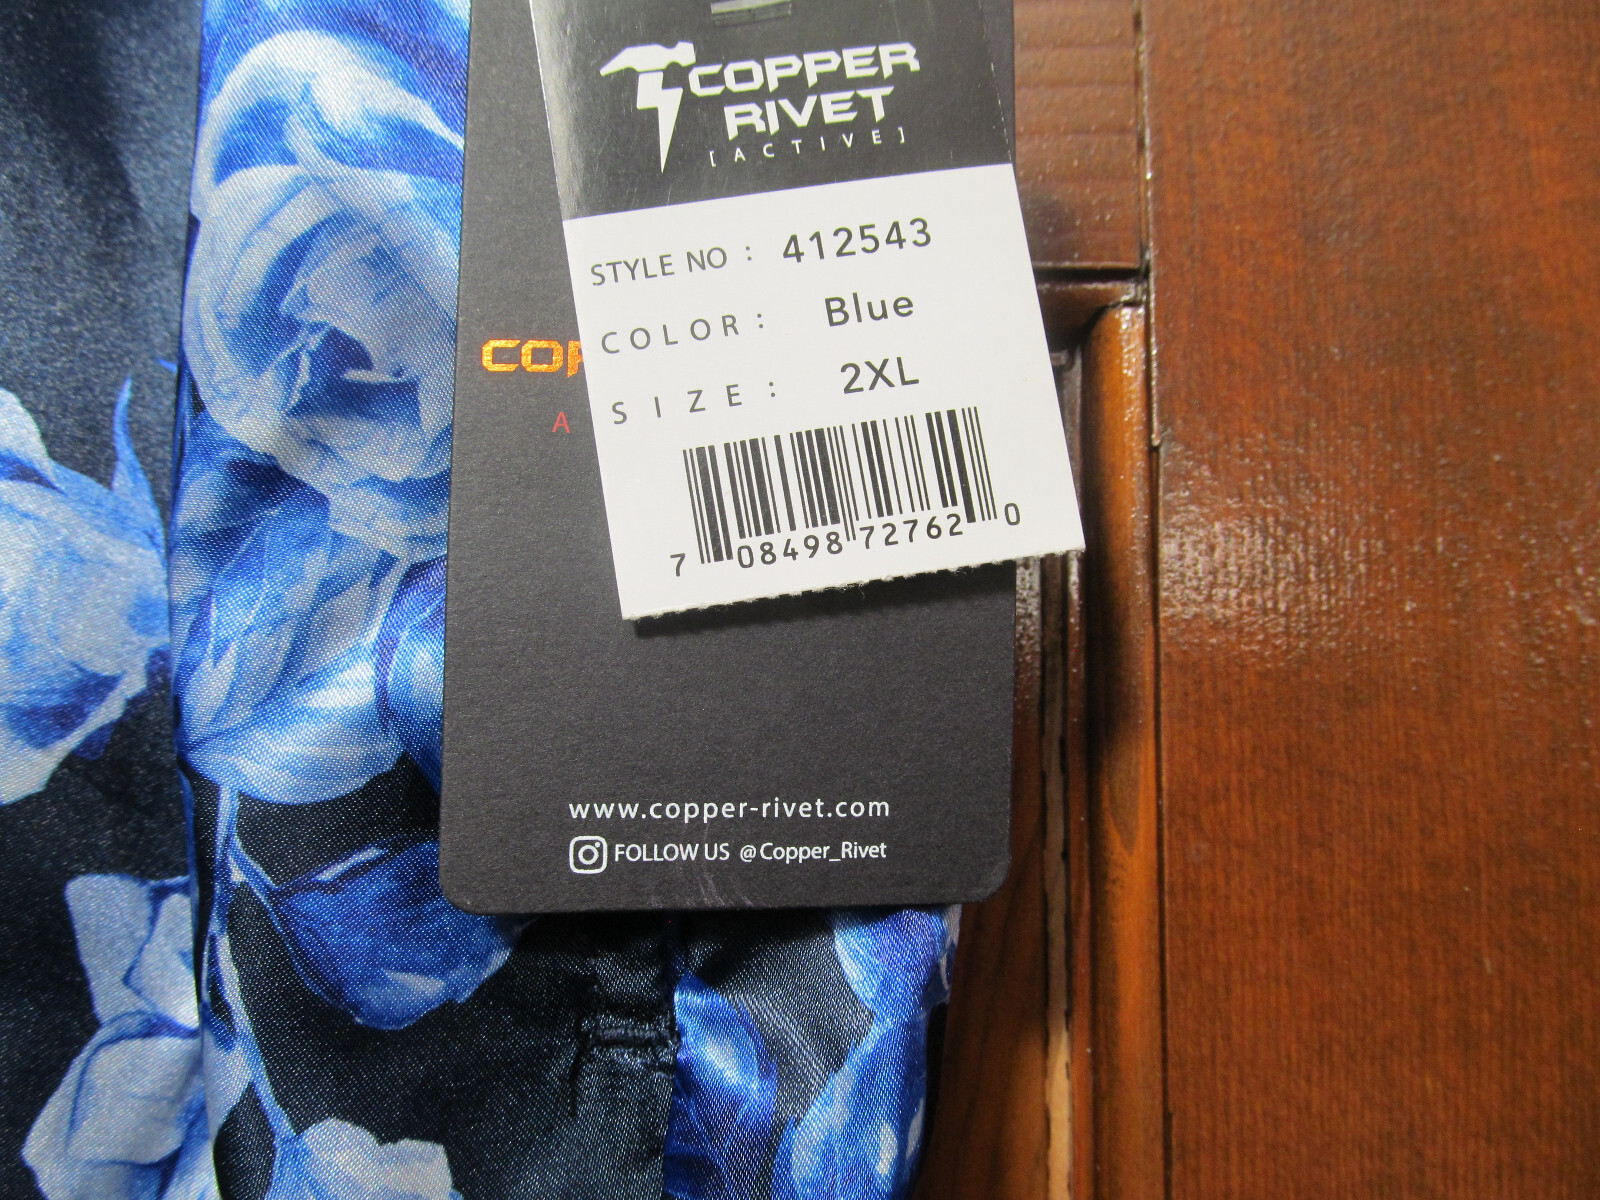 COPPER
RIVET
[ACTIVE]
STYLE NO : 412543
COLOR : Blue
SIZE : 2XL
7 08498 72762 0
COP
A
www.copper-rivet.com
FOLLOW US @Copper_Rivet